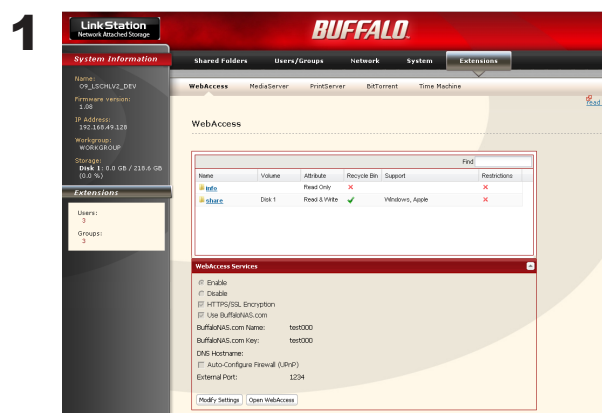 1
LinkStation
Network Attached Storage
BUFFALO
System Information
Shared Folders Users/Groups Network System Extensions
WebAccess MediaServer PrintServer BitTorrent Time Machine
Name:
O9_LSCHLV2_DEV
Firmware version:
1.08
IP Address:
192.168.49.128
Workgroup:
WORKGROUP
Storage:
Disk 1: 0.0 GB / 218.6 GB
(0.0 %)
Extensions
Users:
3
Groups:
3
read
WebAccess
Find
Name Volume Attribute Recycle Bin Support Restrictions
info Read Only
share Disk 1 Read & Write Windows, Apple
WebAccess Services
Enable
Disable
HTTPS/SSL Encryption
Use BuffaloNAS.com
BuffaloNAS.com Name: test000
BuffaloNAS.com Key: test000
DNS Hostname:
Auto-Configure Firewall (UPnP)
External Port: 1234
Modify Settings Open WebAccess